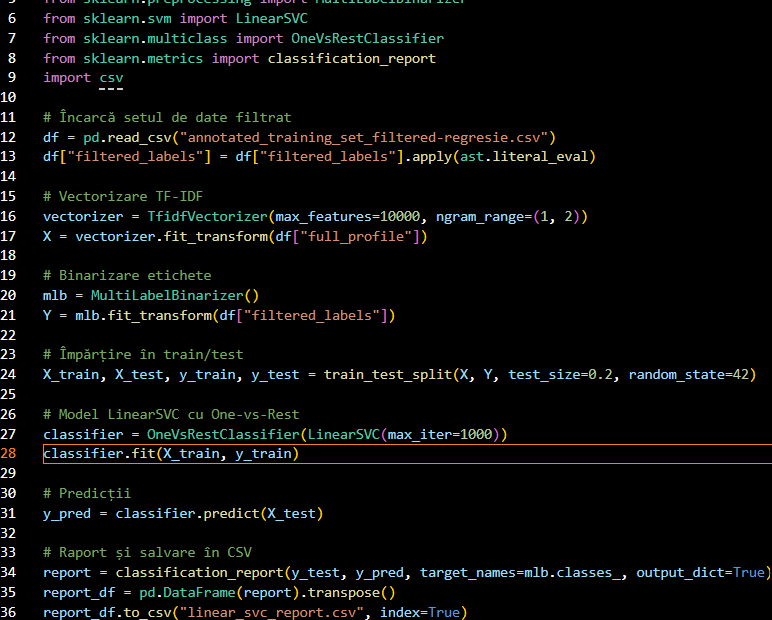 5 from sklearn.preprocessing import MultiLabelBinarizer
6 from sklearn.svm import LinearSVC
7 from sklearn.multiclass import OneVsRestClassifier
8 from sklearn.metrics import classification_report
9 import csv
10
11 # Încarcă setul de date filtrat
12 df = pd.read_csv("annotated_training_set_filtered-regresie.csv")
13 df["filtered_labels"] = df["filtered_labels"].apply(ast.literal_eval)
14
15 # Vectorizare TF-IDF
16 vectorizer = TfidfVectorizer(max_features=10000, ngram_range=(1, 2))
17 X = vectorizer.fit_transform(df["full_profile"])
18
19 # Binarizare etichete
20 mlb = MultiLabelBinarizer()
21 Y = mlb.fit_transform(df["filtered_labels"])
22
23 # Împărțire în train/test
24 X_train, X_test, y_train, y_test = train_test_split(X, Y, test_size=0.2, random_state=42)
25
26 # Model LinearSVC cu One-vs-Rest
27 classifier = OneVsRestClassifier(LinearSVC(max_iter=1000))
28 classifier.fit(X_train, y_train)
29
30 # Predicții
31 y_pred = classifier.predict(X_test)
32
33 # Raport și salvare în CSV
34 report = classification_report(y_test, y_pred, target_names=mlb.classes_, output_dict=True)
35 report_df = pd.DataFrame(report).transpose()
36 report_df.to_csv("linear_svc_report.csv", index=True)